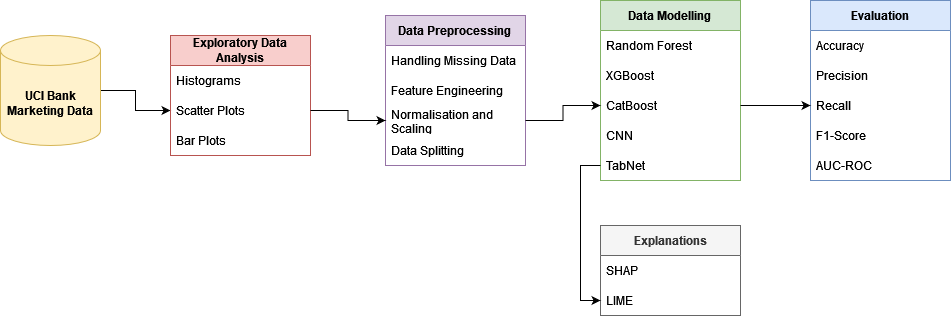 UCI Bank
Marketing Data
Exploratory Data
Analysis
Histograms
Scatter Plots
Bar Plots
Data Preprocessing
Handling Missing Data
Feature Engineering
Normalisation and
Scaling
Data Splitting
Data Modelling
Random Forest
XGBoost
CatBoost
CNN
TabNet
Evaluation
Accuracy
Precision
Recall
F1-Score
AUC-ROC
Explanations
SHAP
LIME